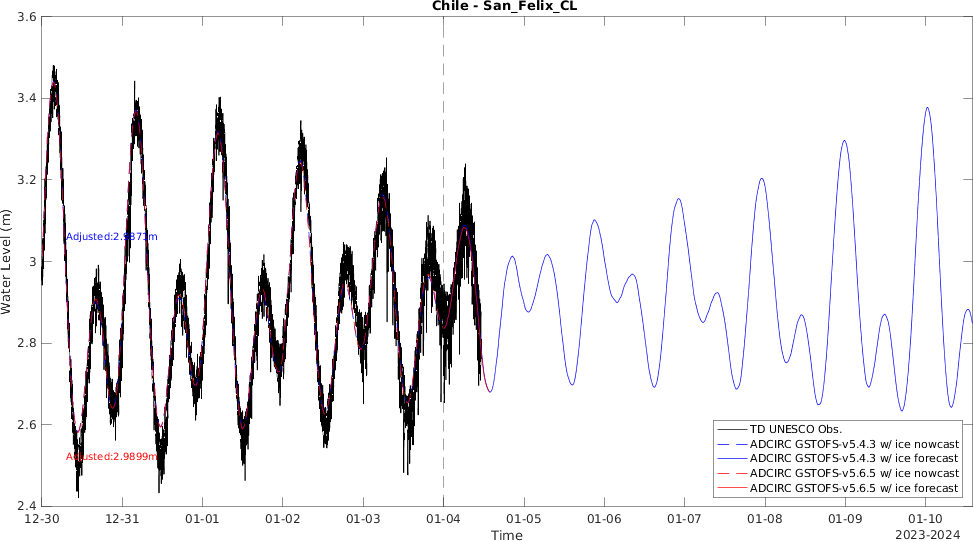 Chile - San_Felix_CL
3.6
3.4
3.2
3
2.8
2.6
2.4
Water Level (m)
Adjusted:2.9871m
Adjusted:2.9899m
TD UNESCO Obs.
ADCIRC GSTOFS-v5.4.3 w/ ice nowcast
ADCIRC GSTOFS-v5.4.3 w/ ice forecast
ADCIRC GSTOFS-v5.6.5 w/ ice nowcast
ADCIRC GSTOFS-v5.6.5 w/ ice forecast
12-30 12-31 01-01 01-02 01-03 01-04 01-05 01-06 01-07 01-08 01-09 01-10
Time
2023-2024